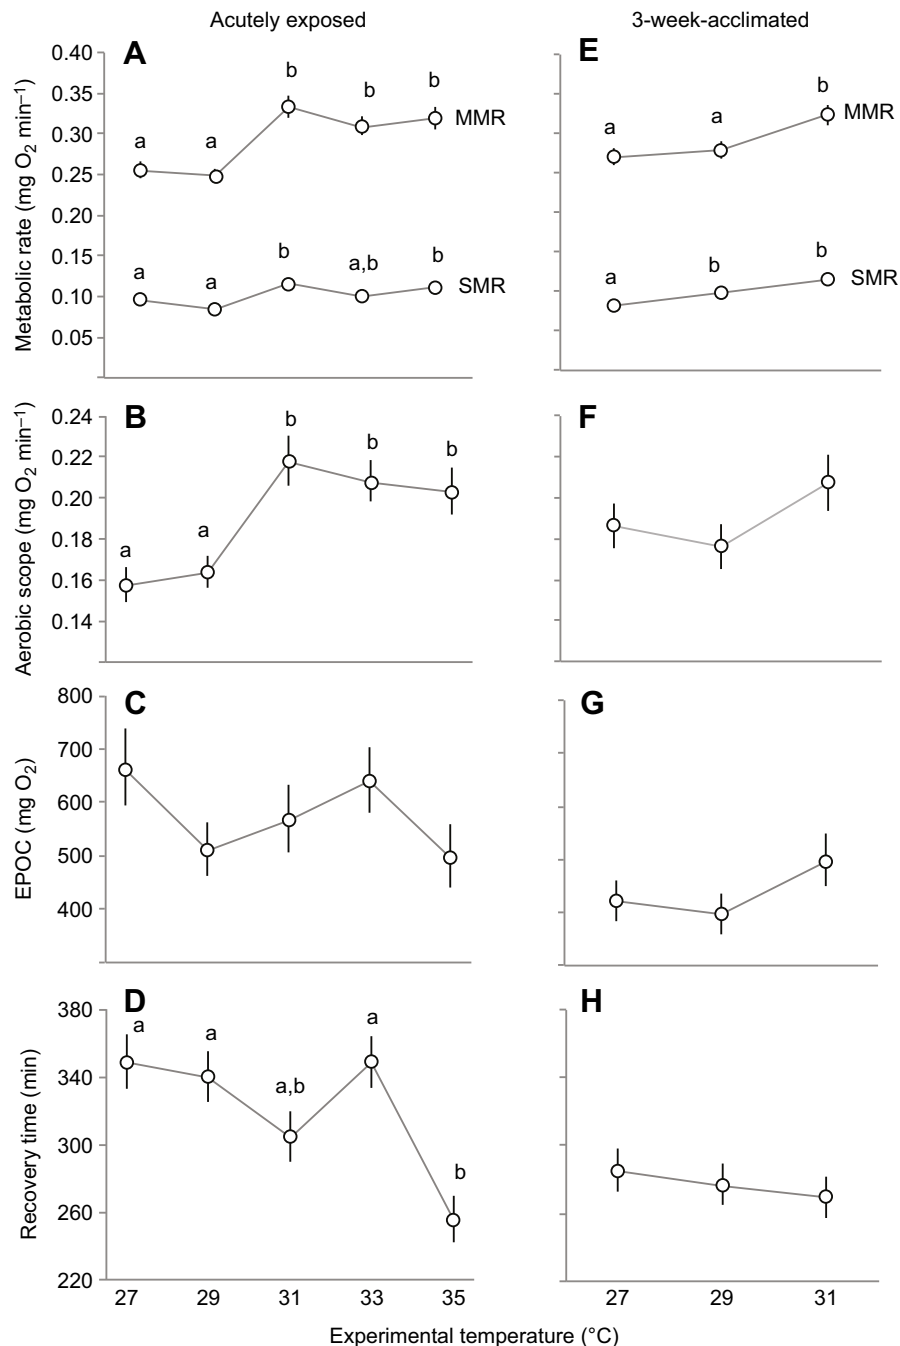 Acutely exposed
3-week-acclimated
A
E
Metabolic rate (mg O2 min–1)
0.40
0.35
0.30
0.25
0.20
0.15
0.10
0.05
a
a
b
b
b
MMR
a
a
b
a,b
b
SMR
a
a
b
MMR
a
b
b
SMR
B
F
Aerobic scope (mg O2 min–1)
0.24
0.22
0.20
0.18
0.16
0.14
a
a
b
b
b
C
G
EPOC (mg O2)
800
700
600
500
400
D
H
Recovery time (min)
380
340
300
260
220
a
a
a,b
a
b
27 29 31 33 35
27 29 31
Experimental temperature (°C)